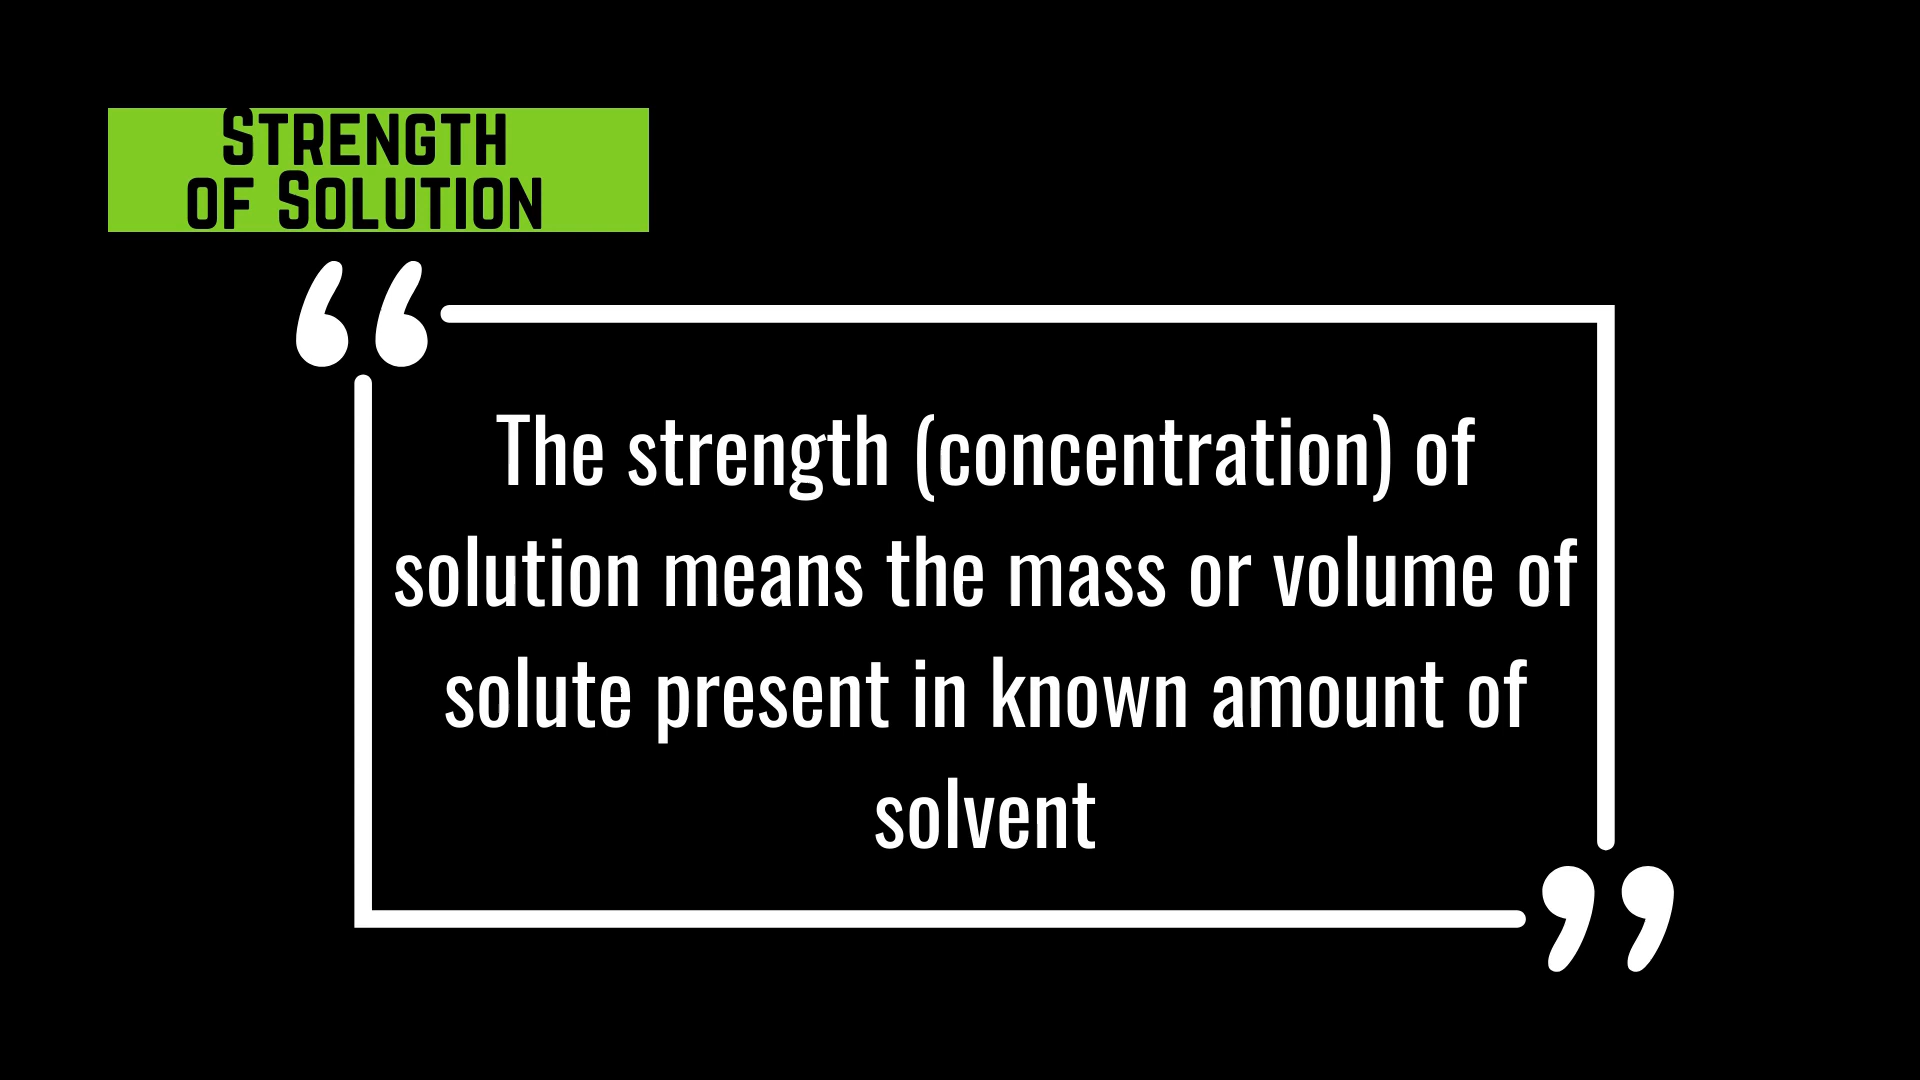 Strength
of Solution
The strength (concentration) of
solution means the mass or volume of
solute present in known amount of
solvent